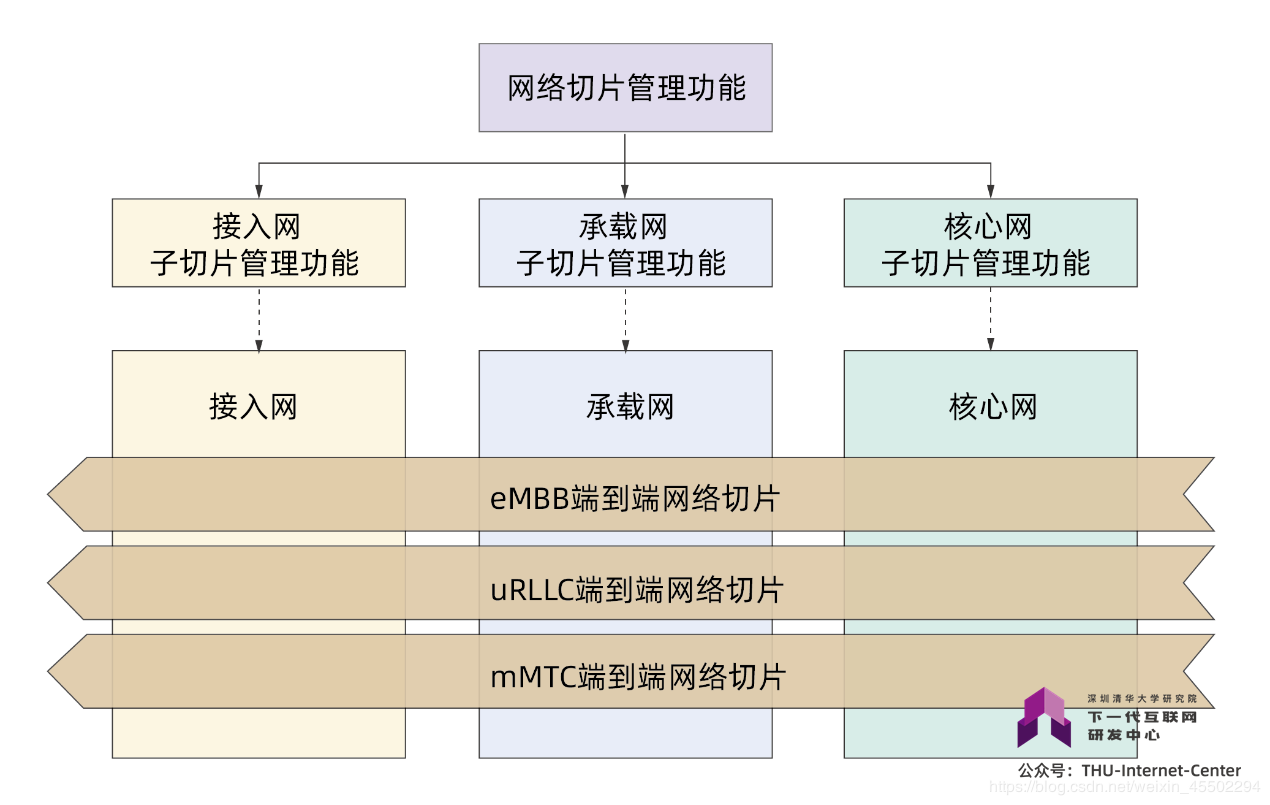 网络切片管理功能
接入网
子切片管理功能
承载网
子切片管理功能
核心网
子切片管理功能
接入网
承载网
核心网
eMBB端到端网络切片
uRLLC端到端网络切片
mMTC端到端网络切片
深圳清华大学研究院
下一代互联网
研发中心
公众号：THU-Internet-Center
https://blog.csdn.net/weixin_45502294